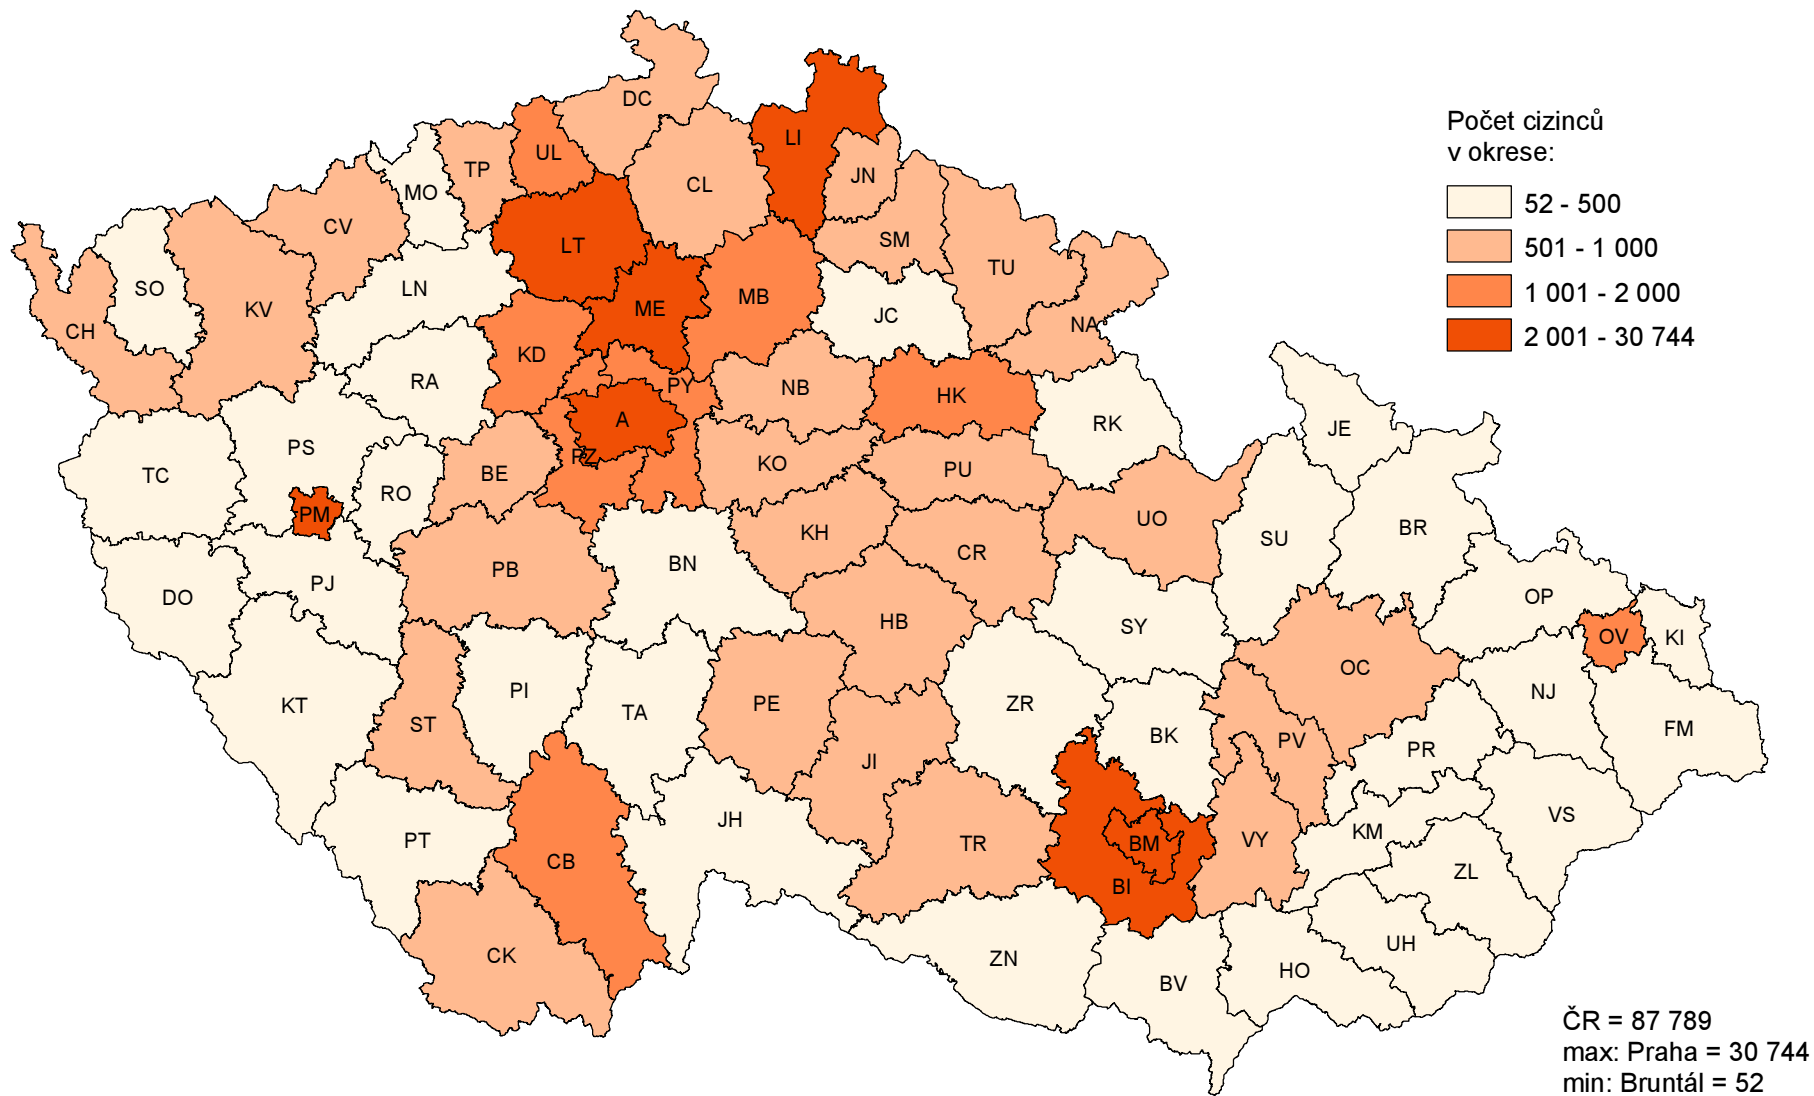 DC
Počet cizinců
v okrese:
LI
UL
TP
JN
CL
MO
52 - 500
CV
SM
LT
501 - 1 000
TU
SO
LN
1 001 - 2 000
MB
KV
ME
JC
NA
CH
2 001 - 30 744
KD
RA
PY
NB
HK
A
RK
JE
PS
PZ
KO
PU
TC
BE
RO
PM
UO
BR
KH
SU
CR
BN
PB
PJ
DO
OP
HB
SY
OV
KI
OC
PI
NJ
KT
PE
ZR
TA
ST
FM
BK
PV
PR
JI
VS
JH
KM
PT
TR
BM
VY
CB
ZL
BI
UH
CK
ZN
HO
BV
ČR = 87 789
max: Praha = 30 744
min: Bruntál = 52